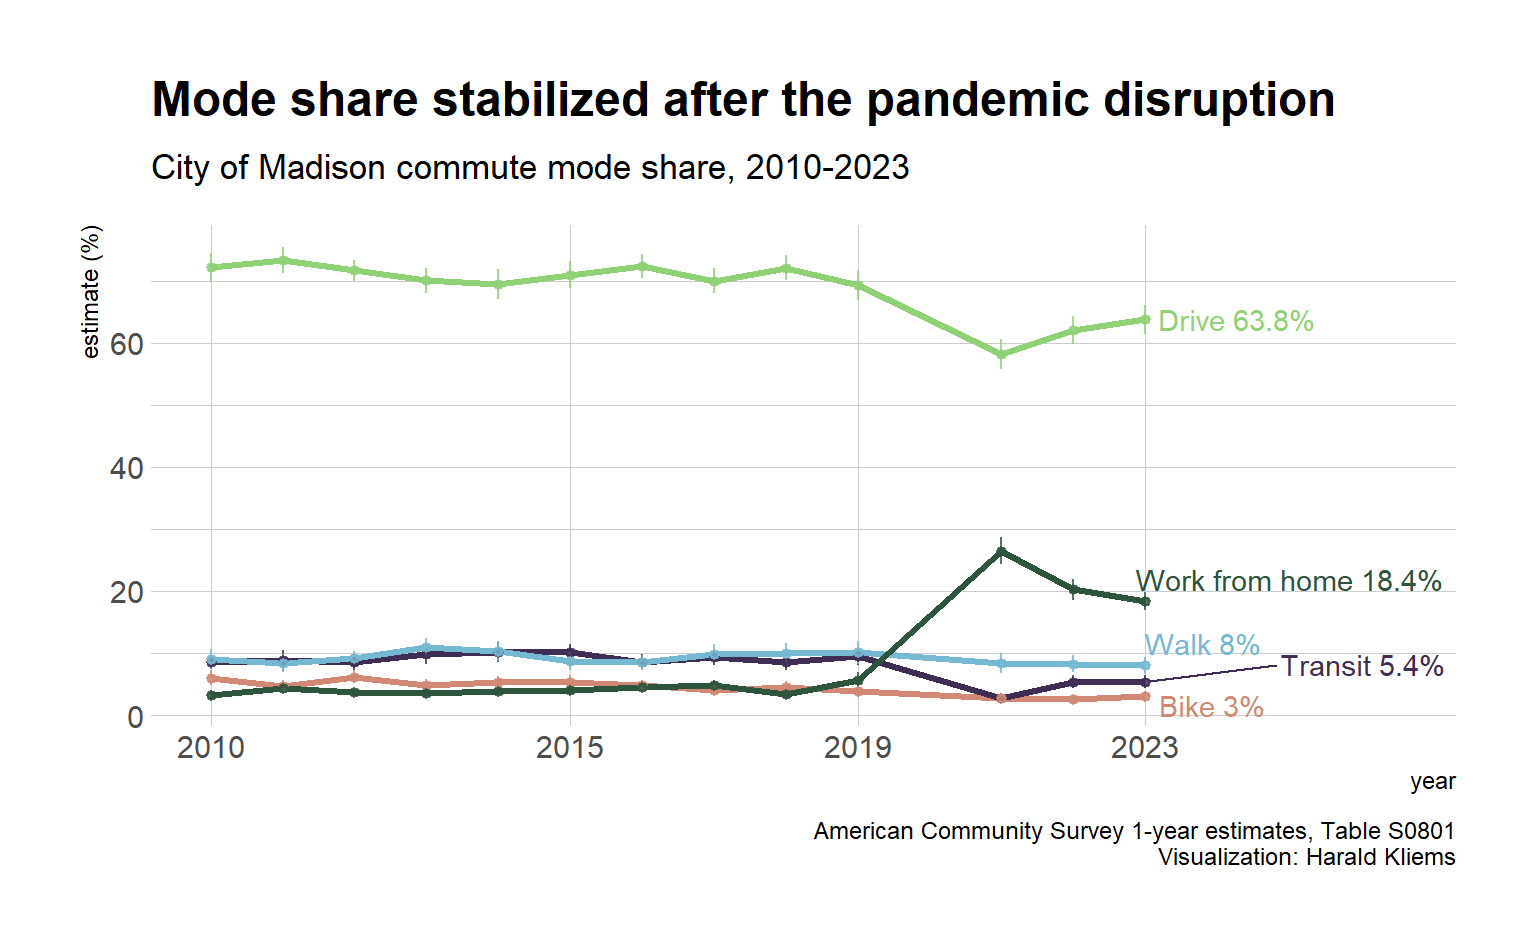 Mode share stabilized after the pandemic disruption
City of Madison commute mode share, 2010-2023
estimate (%)
60
40
20
0
Drive 63.8%
Work from home 18.4%
Walk 8%
Transit 5.4%
Bike 3%
2010
2015
2019
2023
year
American Community Survey 1-year estimates, Table S0801
Visualization: Harald Kliems